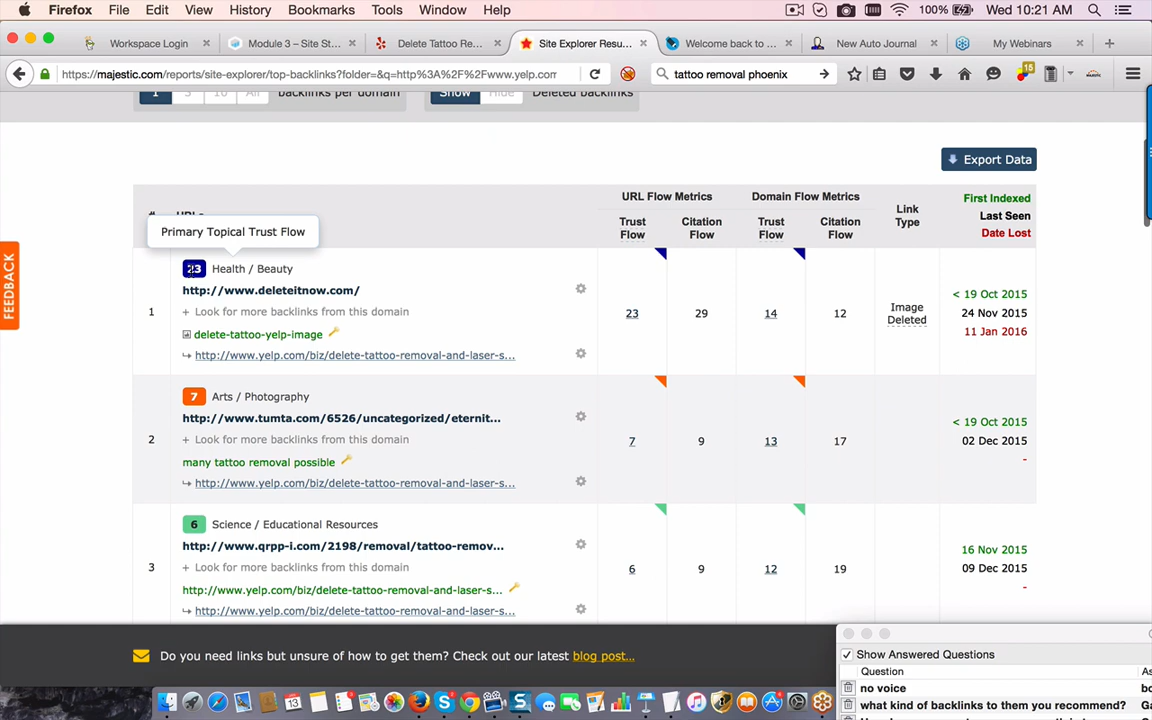 Firefox File Edit View History Bookmarks Tools Window Help 100% Wed 10:21 AM
Workspace Login × Module 3 – Site St... × Delete Tattoo Re... × Site Explorer Resu... × Welcome back to ... × New Auto Journal × My Webinars × +
https://majestic.com/reports/site-explorer/top-backlinks?folder=&q=http%3A%2F%2Fwww.yelp.com tattoo removal phoenix 15
1 3 10 All Backlinks per domain Show Hide Deleted Backlinks
Export Data
# URLs URL Flow Metrics Domain Flow Metrics Link Type First Indexed
Trust Flow Citation Flow Trust Flow Citation Flow Last Seen
Date Lost
Primary Topical Trust Flow
23 Health / Beauty
http://www.deleteitnow.com/
+ Look for more backlinks from this domain
delete-tattoo-yelp-image
http://www.yelp.com/biz/delete-tattoo-removal-and-laser-s...
1 23 29 14 12 Image Deleted
< 19 Oct 2015
24 Nov 2015
11 Jan 2016
7 Arts / Photography
http://www.tumta.com/6526/uncategorized/eternit...
+ Look for more backlinks from this domain
many tattoo removal possible
http://www.yelp.com/biz/delete-tattoo-removal-and-laser-s...
2 7 9 13 17
< 19 Oct 2015
02 Dec 2015
-
6 Science / Educational Resources
http://www.qrpp-i.com/2198/removal/tattoo-remov...
+ Look for more backlinks from this domain
http://www.yelp.com/biz/delete-tattoo-removal-and-laser-s...
http://www.yelp.com/biz/delete-tattoo-removal-and-laser-s...
3 6 9 12 19
16 Nov 2015
09 Dec 2015
-
FEEDBACK
Do you need links but unsure of how to get them? Check out our latest blog post...
Show Answered Questions
Question As
no voice bo
what kind of backlinks to them you recommend? Ga